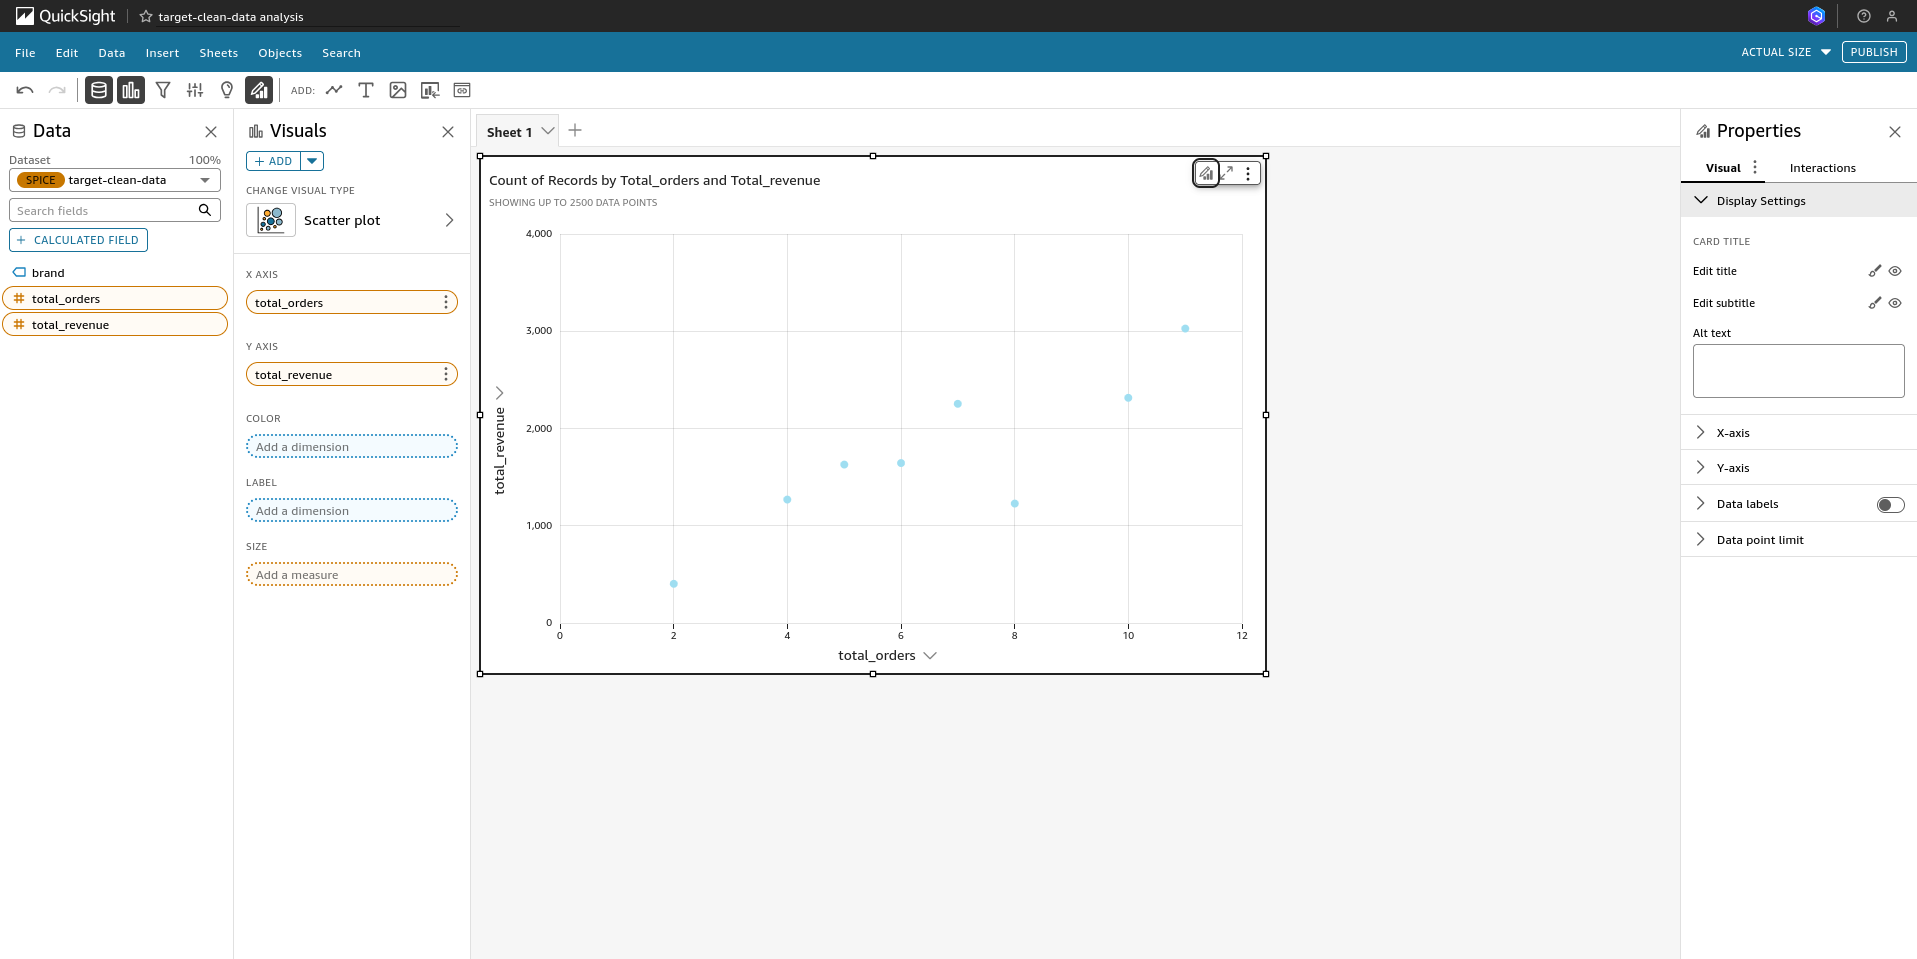 QuickSight
target-clean-data analysis
File Edit Data Insert Sheets Objects Search
ACTUAL SIZE
PUBLISH
ADD:
Data
Dataset 100%
SPICE target-clean-data
Search fields
+ CALCULATED FIELD
brand
total_orders
total_revenue
Visuals
+ ADD
CHANGE VISUAL TYPE
Scatter plot
X AXIS
total_orders
Y AXIS
total_revenue
COLOR
Add a dimension
LABEL
Add a dimension
SIZE
Add a measure
Sheet 1
Count of Records by Total_orders and Total_revenue
SHOWING UP TO 2500 DATA POINTS
4,000
3,000
2,000
1,000
0
total_revenue
0 2 4 6 8 10 12
total_orders
Properties
Visual Interactions
Display Settings
CARD TITLE
Edit title
Edit subtitle
Alt text
X-axis
Y-axis
Data labels
Data point limit